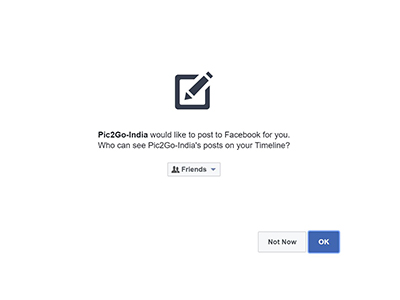 Pic2Go-India would like to post to Facebook for you.
Who can see Pic2Go-India's posts on your Timeline?
Friends
Not Now
OK